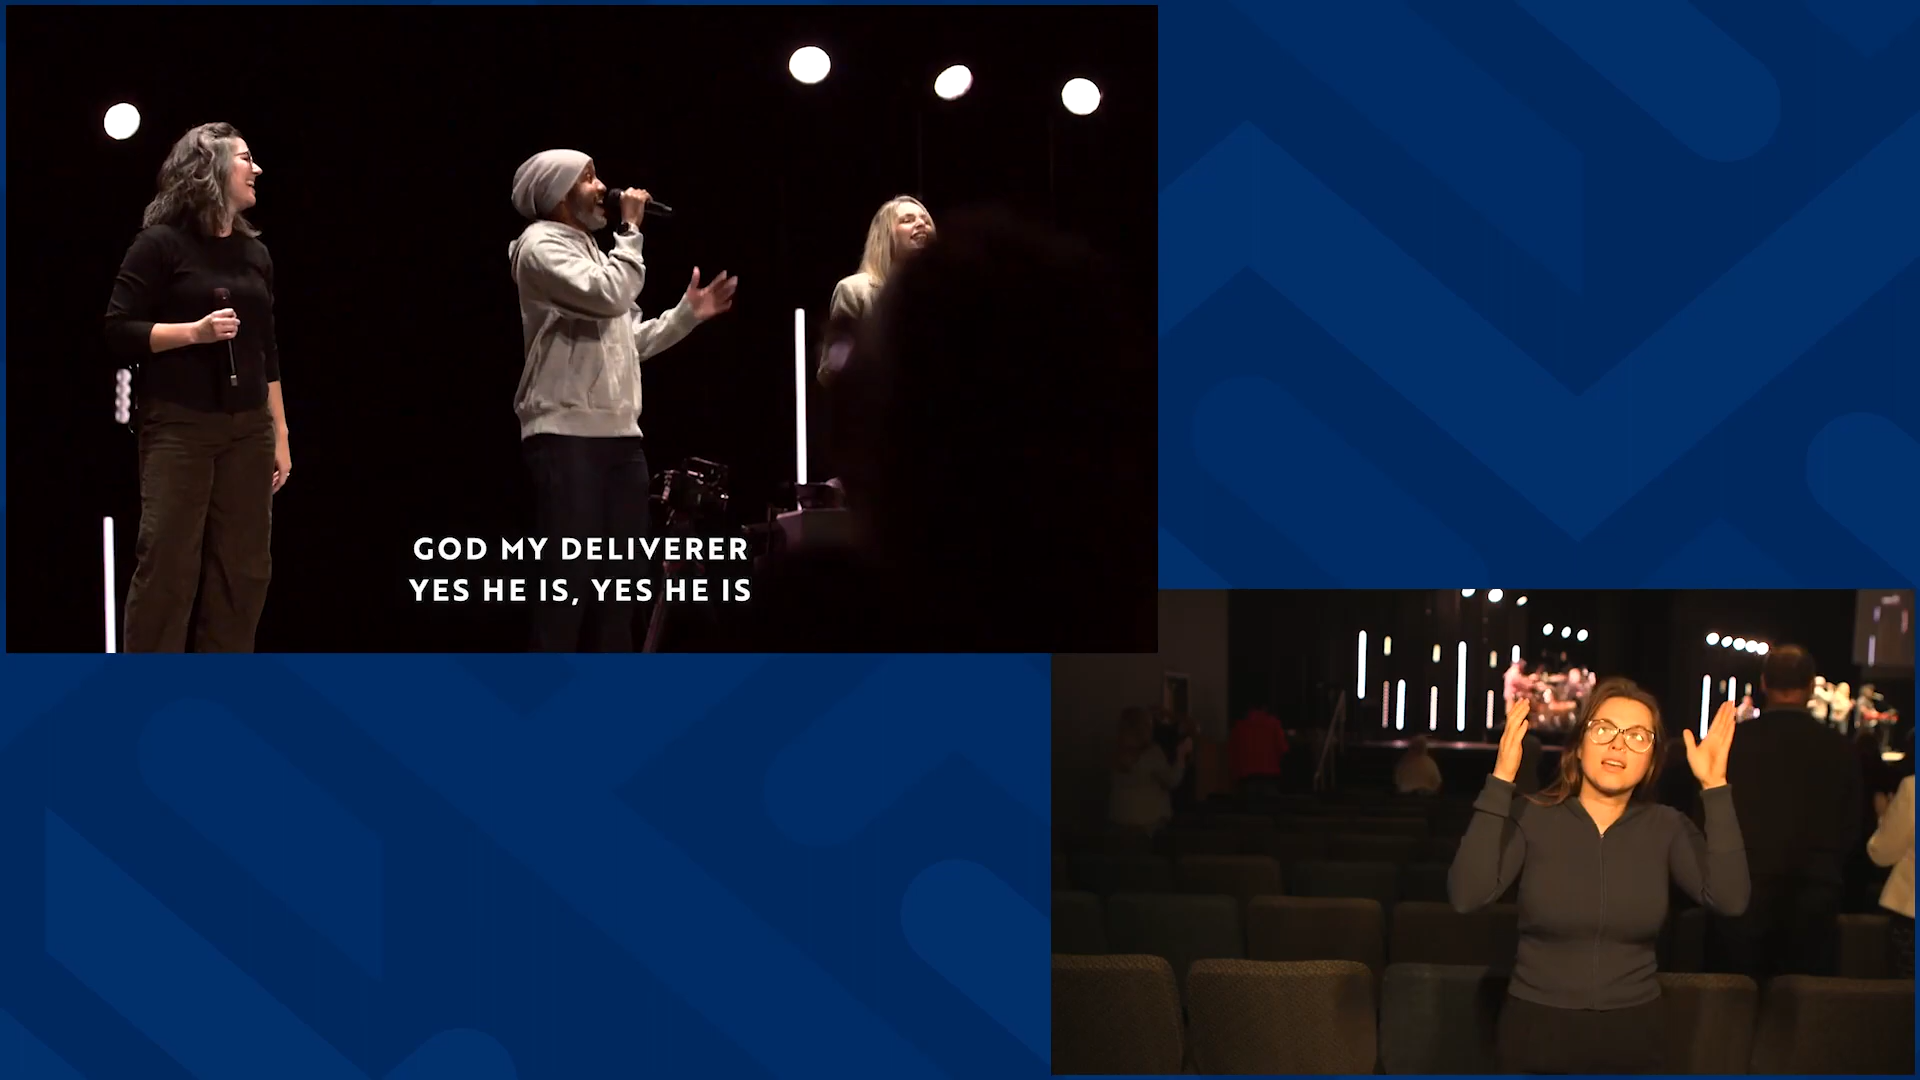 GOD MY DELIVERER
YES HE IS, YES HE IS